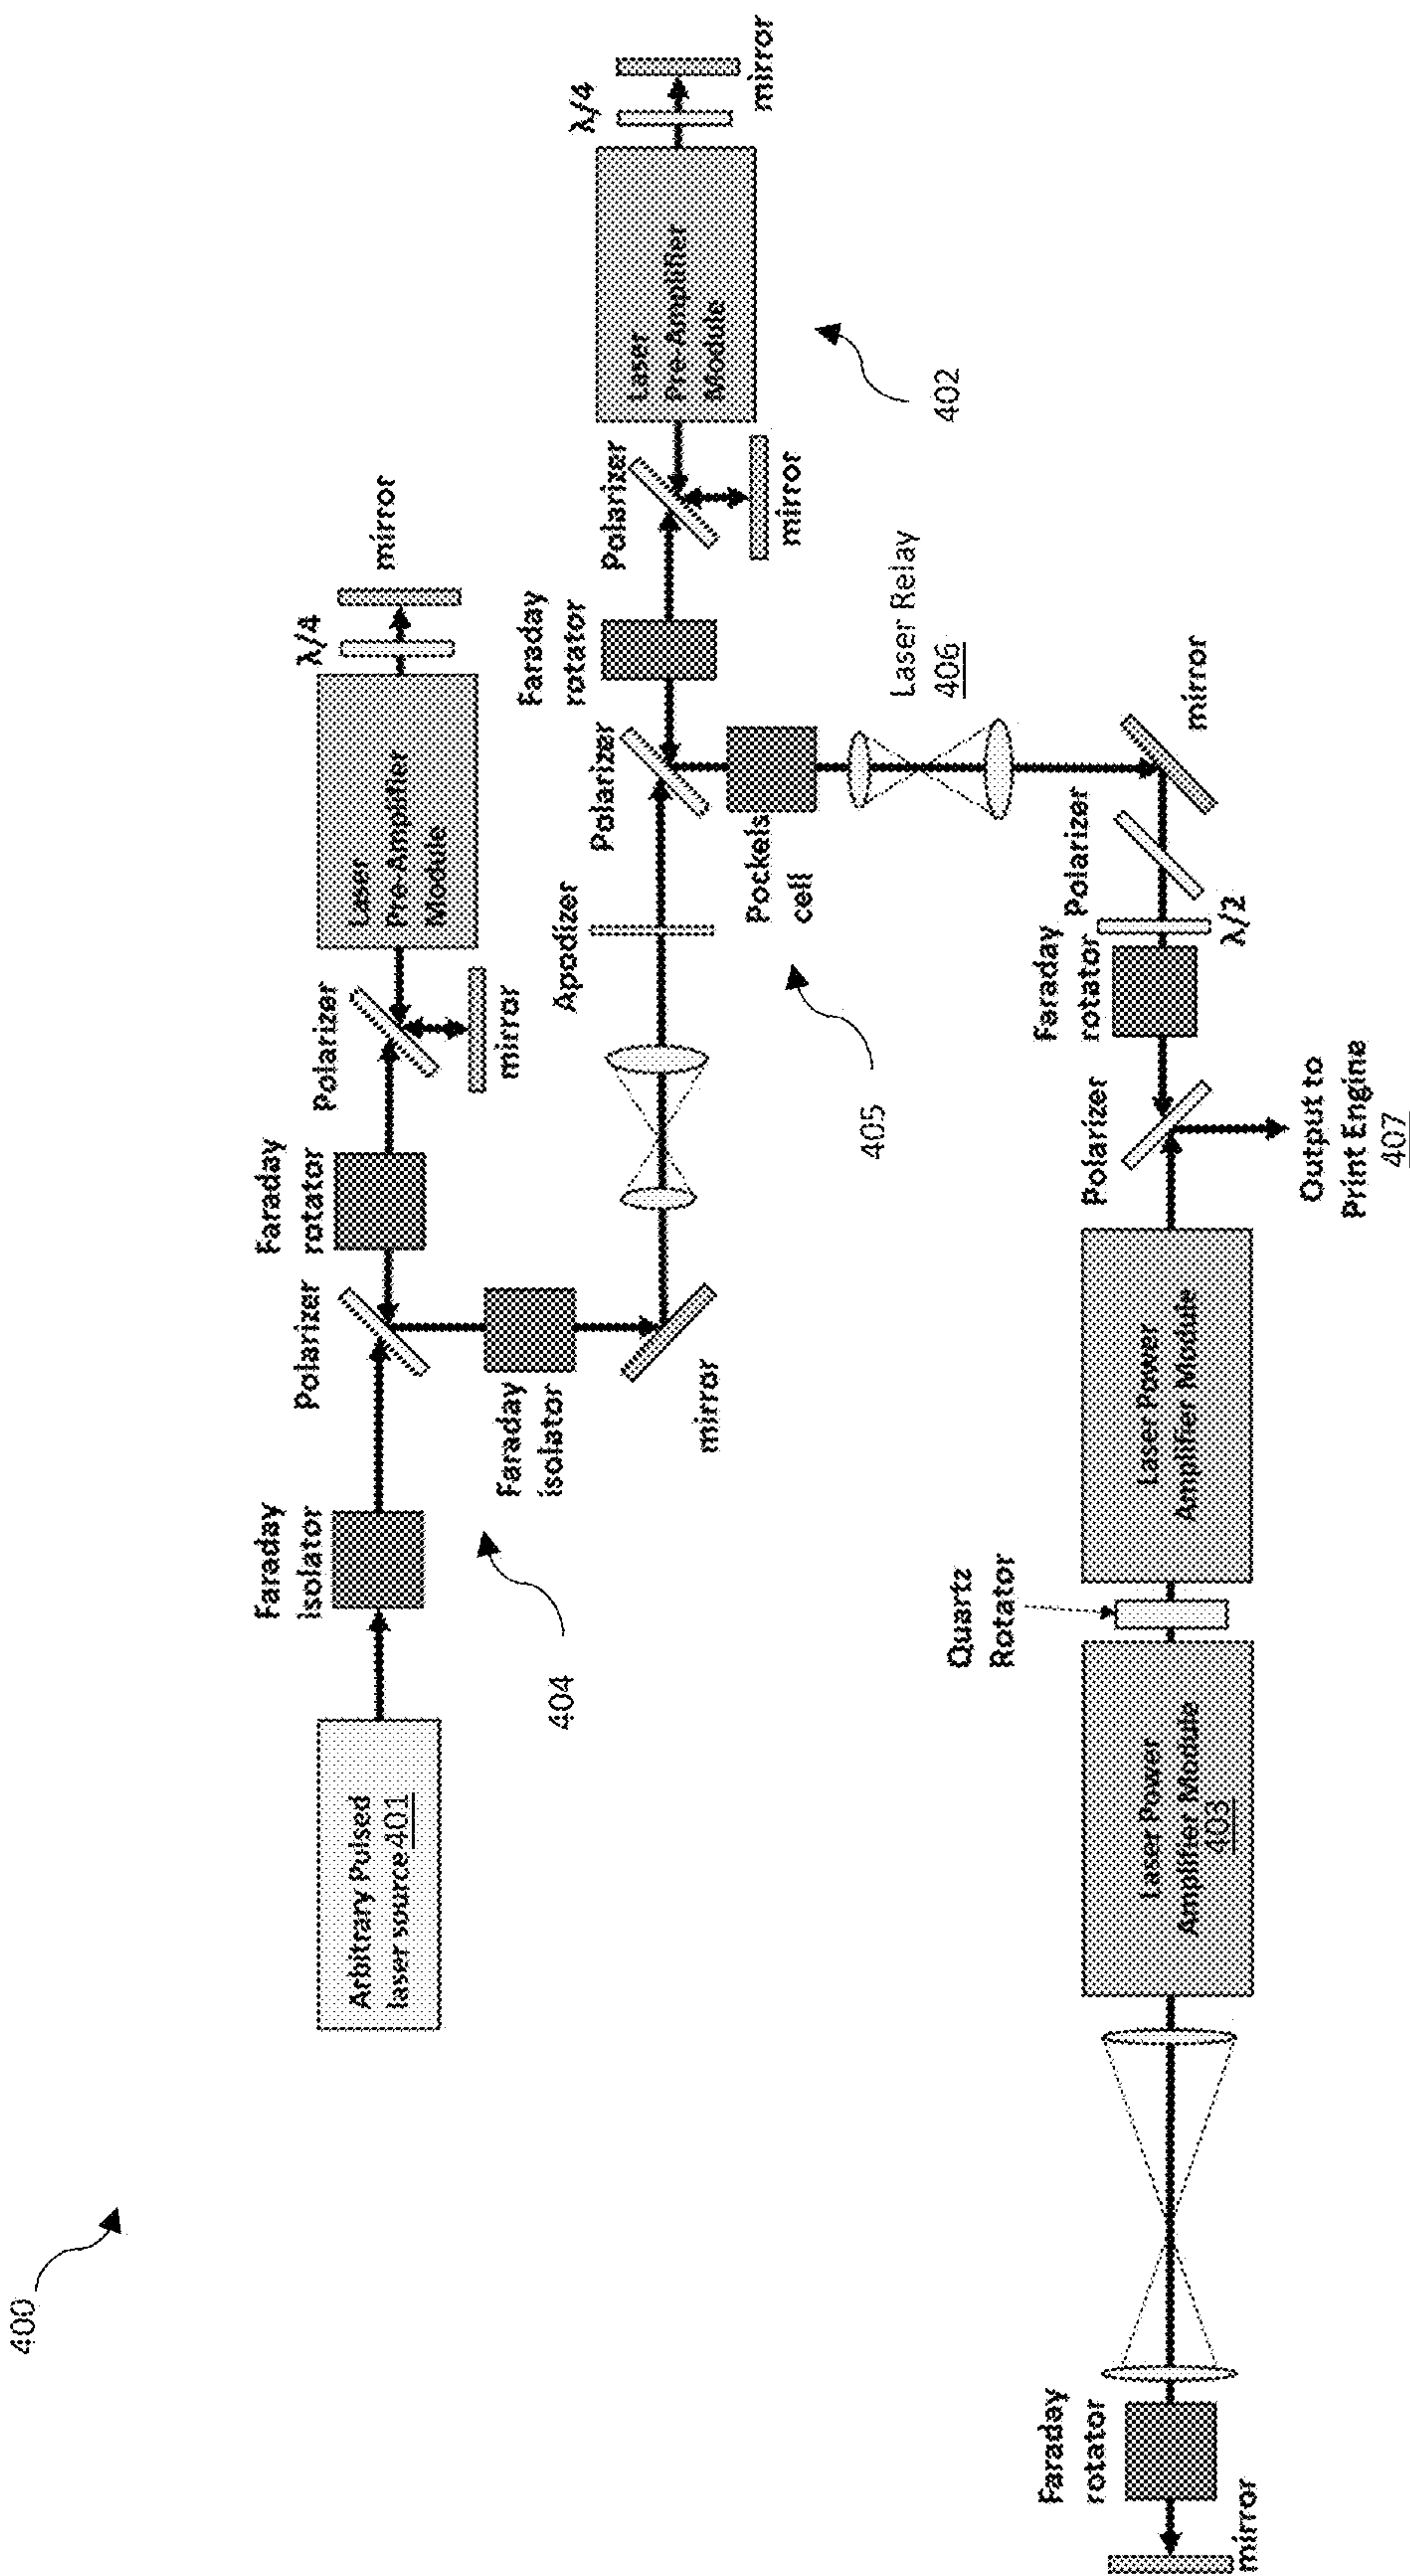 400
Arbitrary Pulsed
laser source 401
Faraday
isolator
404
Polarizer
Faraday
isolator
mirror
Faraday
rotator
Polarizer
mirror
Laser
Pre-Amplifier
Module
λ/4
mirror
Apodizer
405
Polarizer
Pockels
cell
Faraday
rotator
Polarizer
mirror
Laser
Pre-Amplifier
Module
402
λ/4
mirror
Laser Relay
406
mirror
Polarizer
λ/2
Faraday
rotator
Polarizer
Output to
Print Engine
407
Laser Power
Amplifier Module
Quartz
Rotator
Laser Power
Amplifier Module
403
Faraday
rotator
mirror